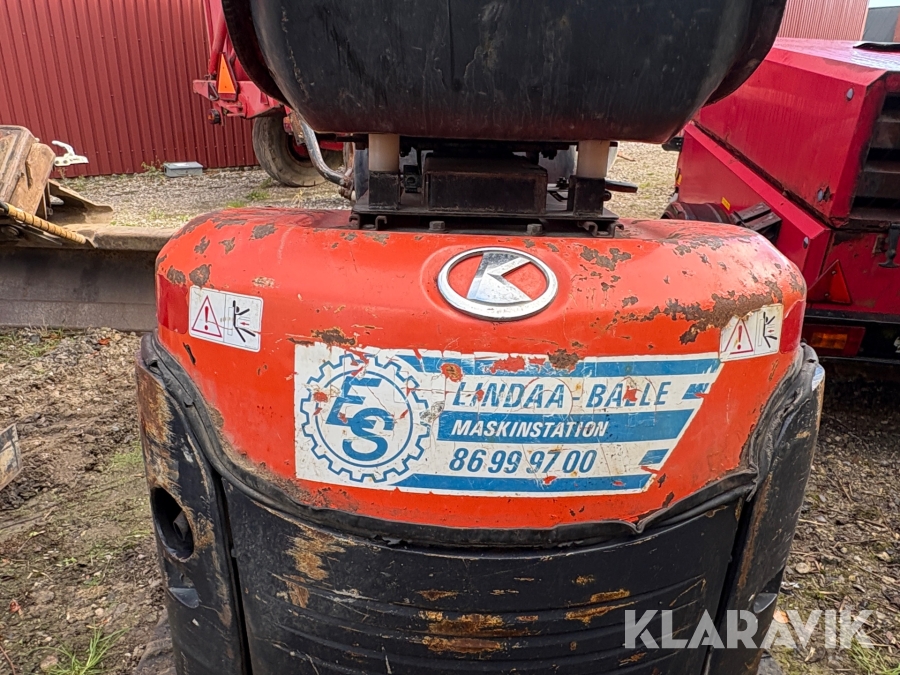 K
ES
LINDAA - BALLE
MASKINSTATION
86 99 97 00
KLARAVIK